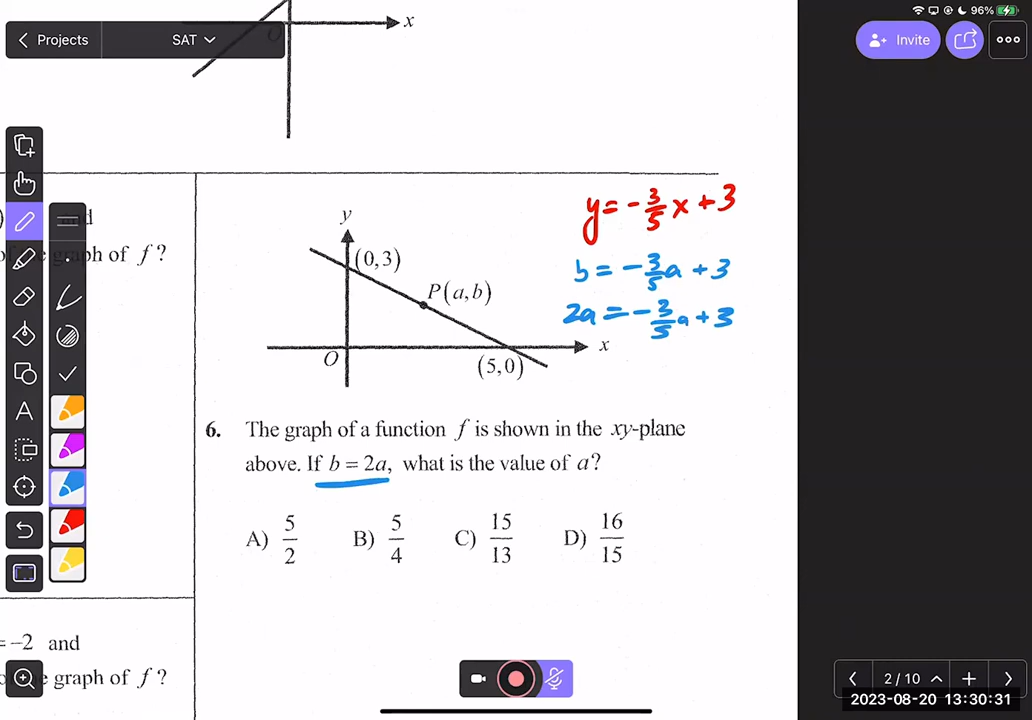 96%
Projects
SAT
Invite
x
O
and
of the graph of f ?
y
(0,3)
P(a,b)
O
(5,0)
x
y = -3/5 x + 3
b = -3/5 a + 3
2a = -3/5 a + 3
A
6. The graph of a function f is shown in the xy-plane
above. If b = 2a, what is the value of a?
A) 5/2 B) 5/4 C) 15/13 D) 16/15
= -2 and
e graph of f ?
2 / 10
2023-08-20 13:30:31